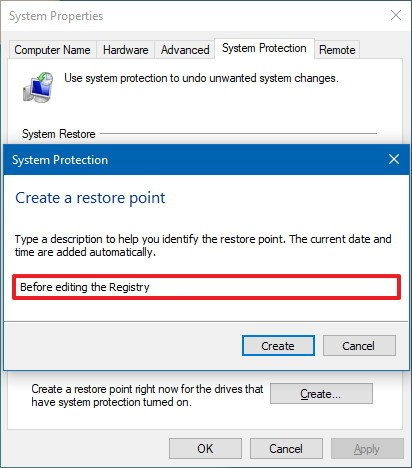 System Properties
Computer Name Hardware Advanced System Protection Remote
Use system protection to undo unwanted system changes.
System Restore
System Protection
Create a restore point
Type a description to help you identify the restore point. The current date and
time are added automatically.
Before editing the Registry
Create Cancel
Create a restore point right now for the drives that
have system protection turned on.
Create...
OK Cancel Apply